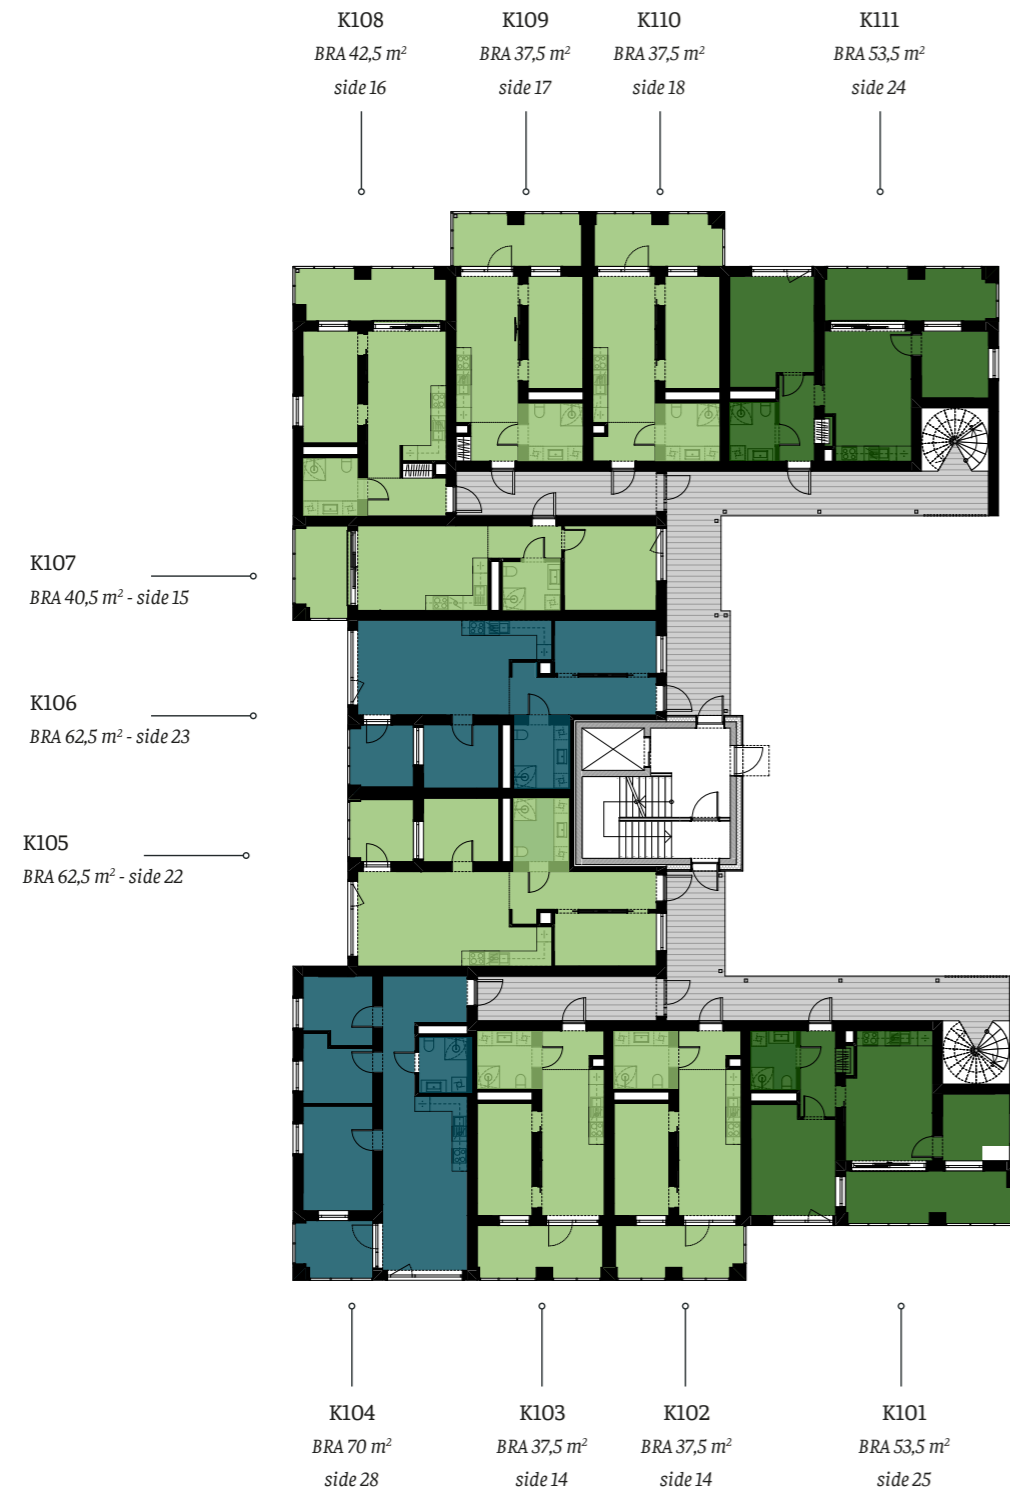 K108
BRA 42,5 m²
side 16
K109
BRA 37,5 m²
side 17
K110
BRA 37,5 m²
side 18
K111
BRA 53,5 m²
side 24
K107
BRA 40,5 m² - side 15
K106
BRA 62,5 m² - side 23
K105
BRA 62,5 m² - side 22
K104
BRA 70 m²
side 28
K103
BRA 37,5 m²
side 14
K102
BRA 37,5 m²
side 14
K101
BRA 53,5 m²
side 25